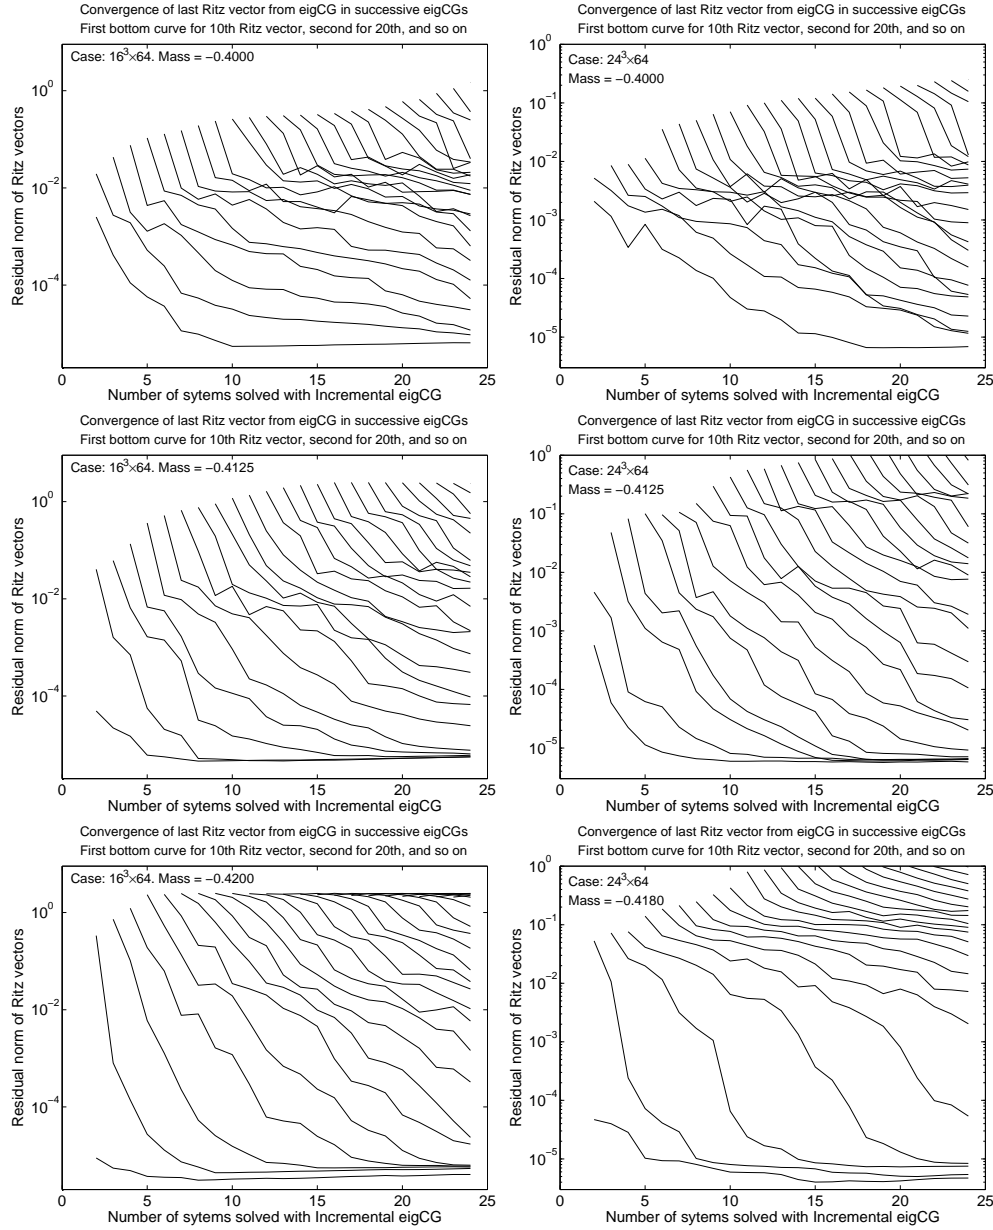 Convergence of last Ritz vector from eigCG in successive eigCGs
First bottom curve for 10th Ritz vector, second for 20th, and so on
Case: 16³×64. Mass = −0.4000
Residual norm of Ritz vectors
10⁰
10⁻²
10⁻⁴
0 5 10 15 20 25
Number of sytems solved with Incremental eigCG
Convergence of last Ritz vector from eigCG in successive eigCGs
First bottom curve for 10th Ritz vector, second for 20th, and so on
Case: 24³×64
Mass = −0.4000
Residual norm of Ritz vectors
10⁰
10⁻¹
10⁻²
10⁻³
10⁻⁴
10⁻⁵
0 5 10 15 20 25
Number of sytems solved with Incremental eigCG
Convergence of last Ritz vector from eigCG in successive eigCGs
First bottom curve for 10th Ritz vector, second for 20th, and so on
Case: 16³×64. Mass = −0.4125
Residual norm of Ritz vectors
10⁰
10⁻²
10⁻⁴
0 5 10 15 20 25
Number of sytems solved with Incremental eigCG
Convergence of last Ritz vector from eigCG in successive eigCGs
First bottom curve for 10th Ritz vector, second for 20th, and so on
Case: 24³×64
Mass = −0.4125
Residual norm of Ritz vectors
10⁰
10⁻¹
10⁻²
10⁻³
10⁻⁴
10⁻⁵
0 5 10 15 20 25
Number of sytems solved with Incremental eigCG
Convergence of last Ritz vector from eigCG in successive eigCGs
First bottom curve for 10th Ritz vector, second for 20th, and so on
Case: 16³×64. Mass = −0.4200
Residual norm of Ritz vectors
10⁰
10⁻²
10⁻⁴
0 5 10 15 20 25
Number of sytems solved with Incremental eigCG
Convergence of last Ritz vector from eigCG in successive eigCGs
First bottom curve for 10th Ritz vector, second for 20th, and so on
Case: 24³×64
Mass = −0.4180
Residual norm of Ritz vectors
10⁰
10⁻¹
10⁻²
10⁻³
10⁻⁴
10⁻⁵
0 5 10 15 20 25
Number of sytems solved with Incremental eigCG